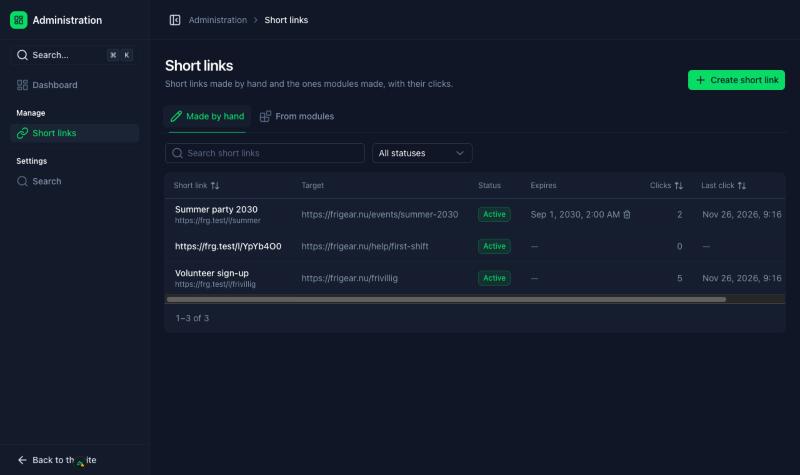 Administration
Administration > Short links
Search...
⌘ K
Dashboard
Manage
Short links
Settings
Search
Short links
Short links made by hand and the ones modules made, with their clicks.
Create short link
Made by hand
From modules
Search short links
All statuses
Short link Target Status Expires Clicks Last click
Summer party 2030
https://frg.test/l/summer
https://frigear.nu/events/summer-2030 Active Sep 1, 2030, 2:00 AM 2 Nov 26, 2026, 9:16
https://frg.test/l/YpYb4O0 https://frigear.nu/help/first-shift Active — 0 —
Volunteer sign-up
https://frg.test/l/frivillig
https://frigear.nu/frivillig Active — 5 Nov 26, 2026, 9:16
1–3 of 3
Back to